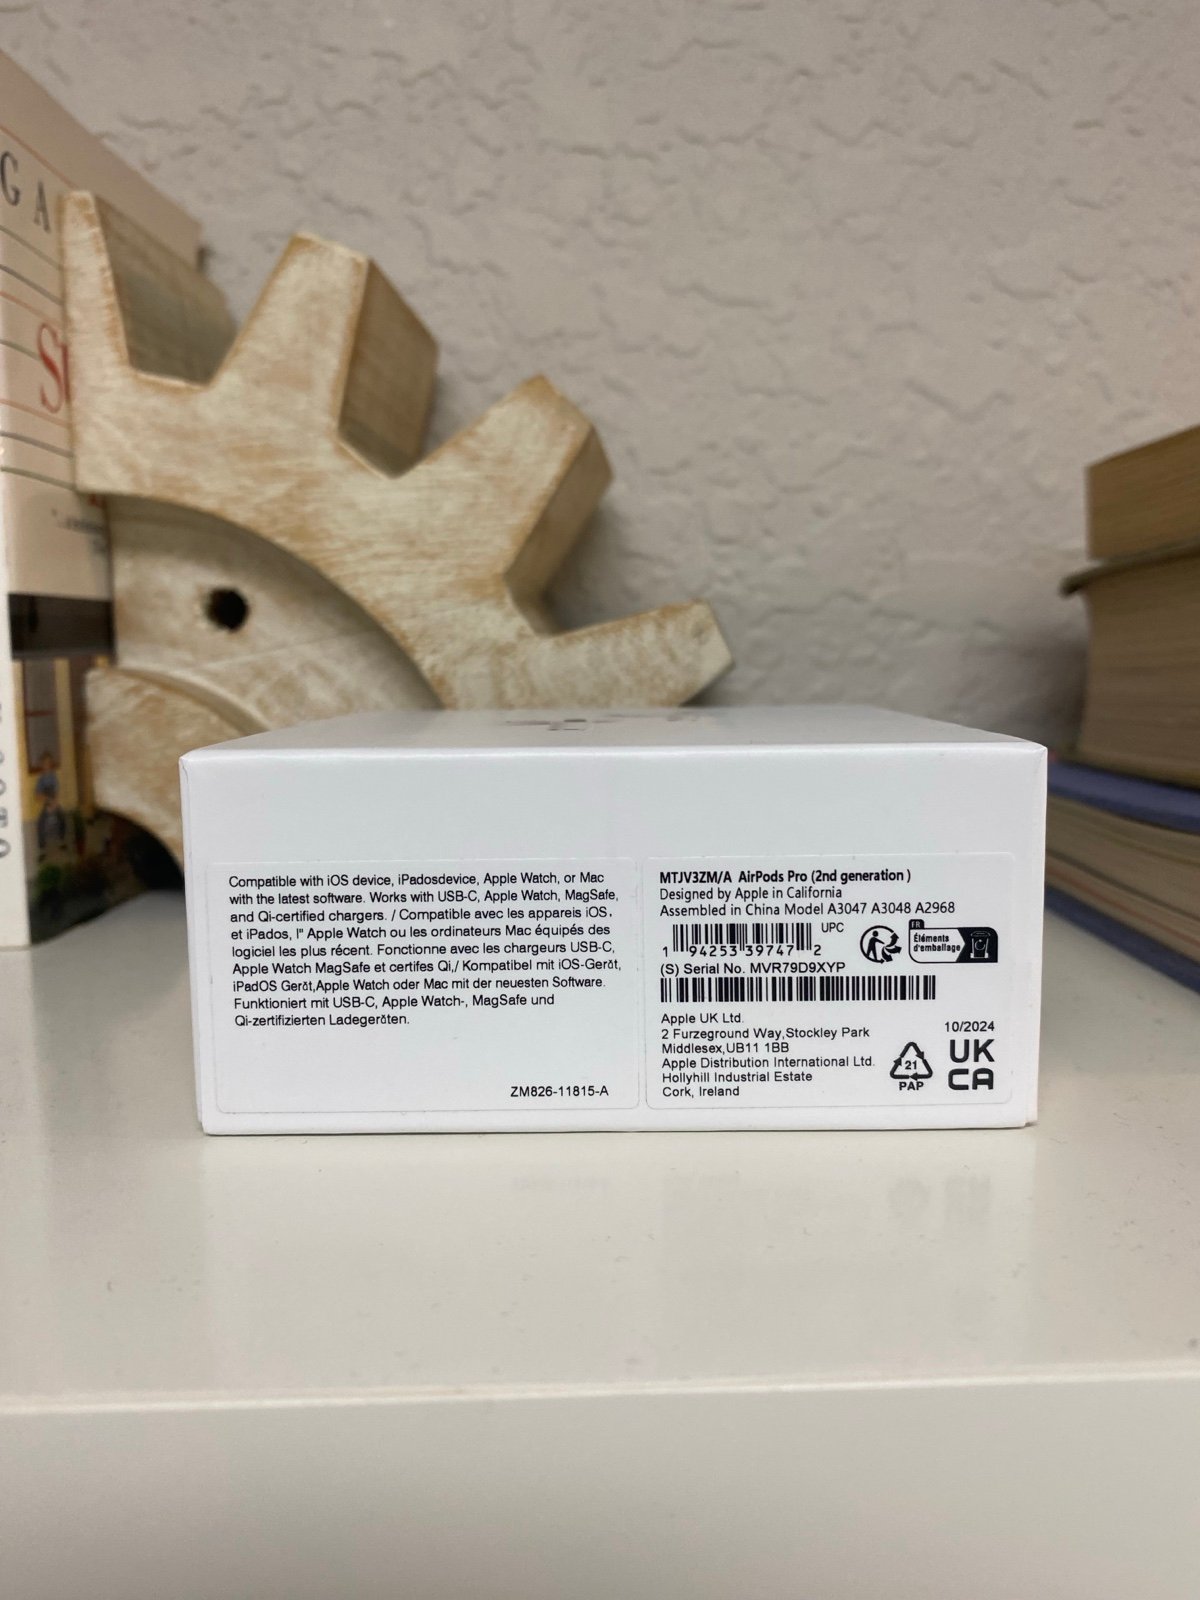 G A
Compatible with iOS device, iPadosdevice, Apple Watch, or Mac
with the latest software. Works with USB-C, Apple Watch, MagSafe,
and Qi-certified chargers. / Compatible avec les appareils iOS,
et iPados, l" Apple Watch ou les ordinateurs Mac équipés des
logiciel les plus récent. Fonctionne avec les chargeurs USB-C,
Apple Watch MagSafe et certifes Qi,/ Kompatibel mit iOS-Gerät,
iPadOS Gerät,Apple Watch oder Mac mit der neuesten Software.
Funktioniert mit USB-C, Apple Watch-, MagSafe und
Qi-zertifizierten Ladegeräten.
ZM826-11815-A
MTJV3ZM/A AirPods Pro (2nd generation )
Designed by Apple in California
Assembled in China Model A3047 A3048 A2968
UPC
1 94253 39747 2
FR
Éléments
d'emballage
(S) Serial No. MVR79D9XYP
Apple UK Ltd.
2 Furzeground Way,Stockley Park
Middlesex,UB11 1BB
Apple Distribution International Ltd.
Hollyhill Industrial Estate
Cork, Ireland
21
PAP
10/2024
UK
CA